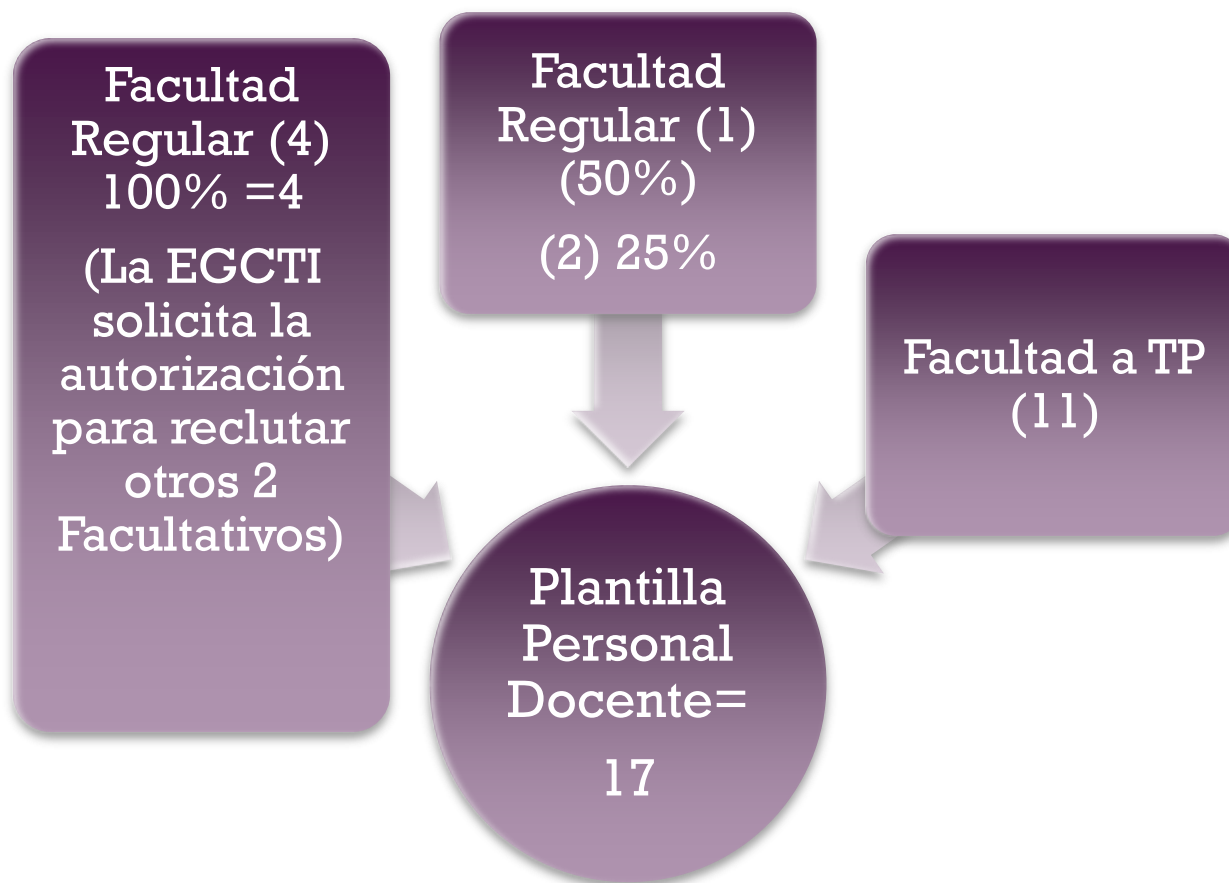 Facultad
Regular (4)
100% =4
(La EGCTI
solicita la
autorización
para reclutar
otros 2
Facultativos)
Facultad
Regular (1)
(50%)
(2) 25%
Facultad a TP
(11)
Plantilla
Personal
Docente=
17